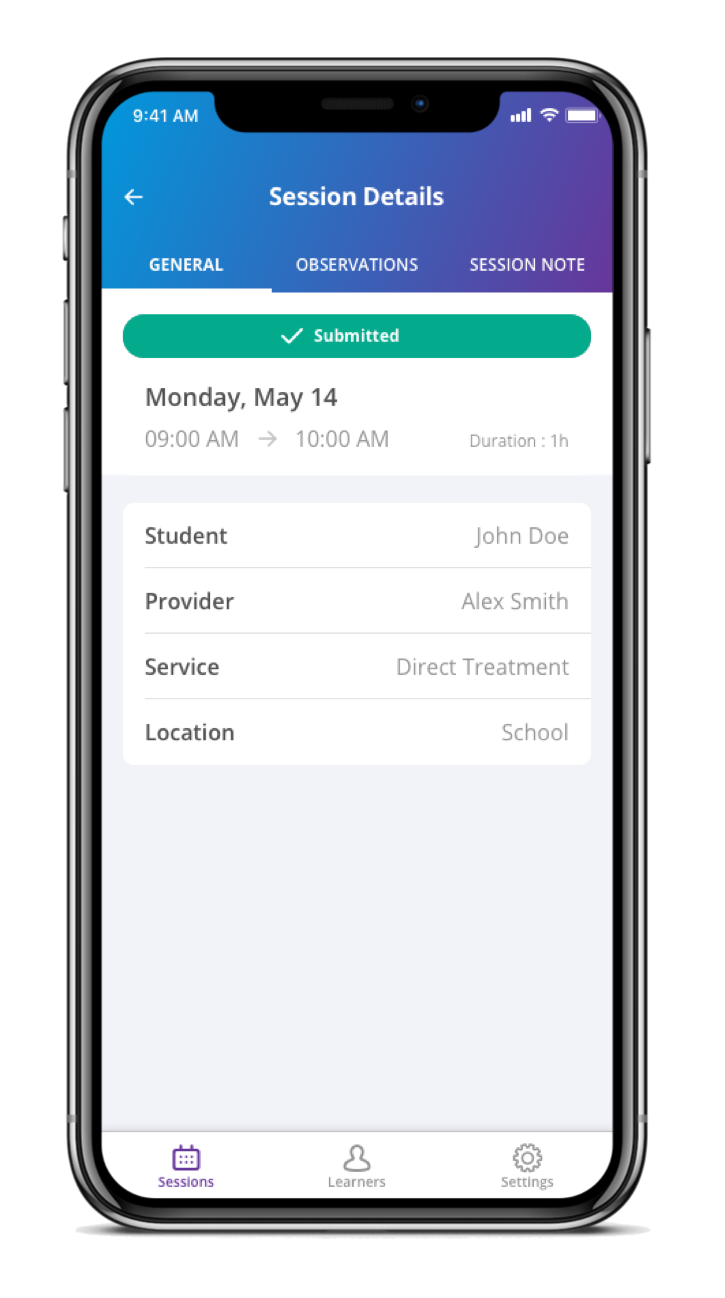 9:41 AM
Session Details
GENERAL OBSERVATIONS SESSION NOTE
Submitted
Monday, May 14
09:00 AM → 10:00 AM Duration : 1h
Student John Doe
Provider Alex Smith
Service Direct Treatment
Location School
Sessions Learners Settings